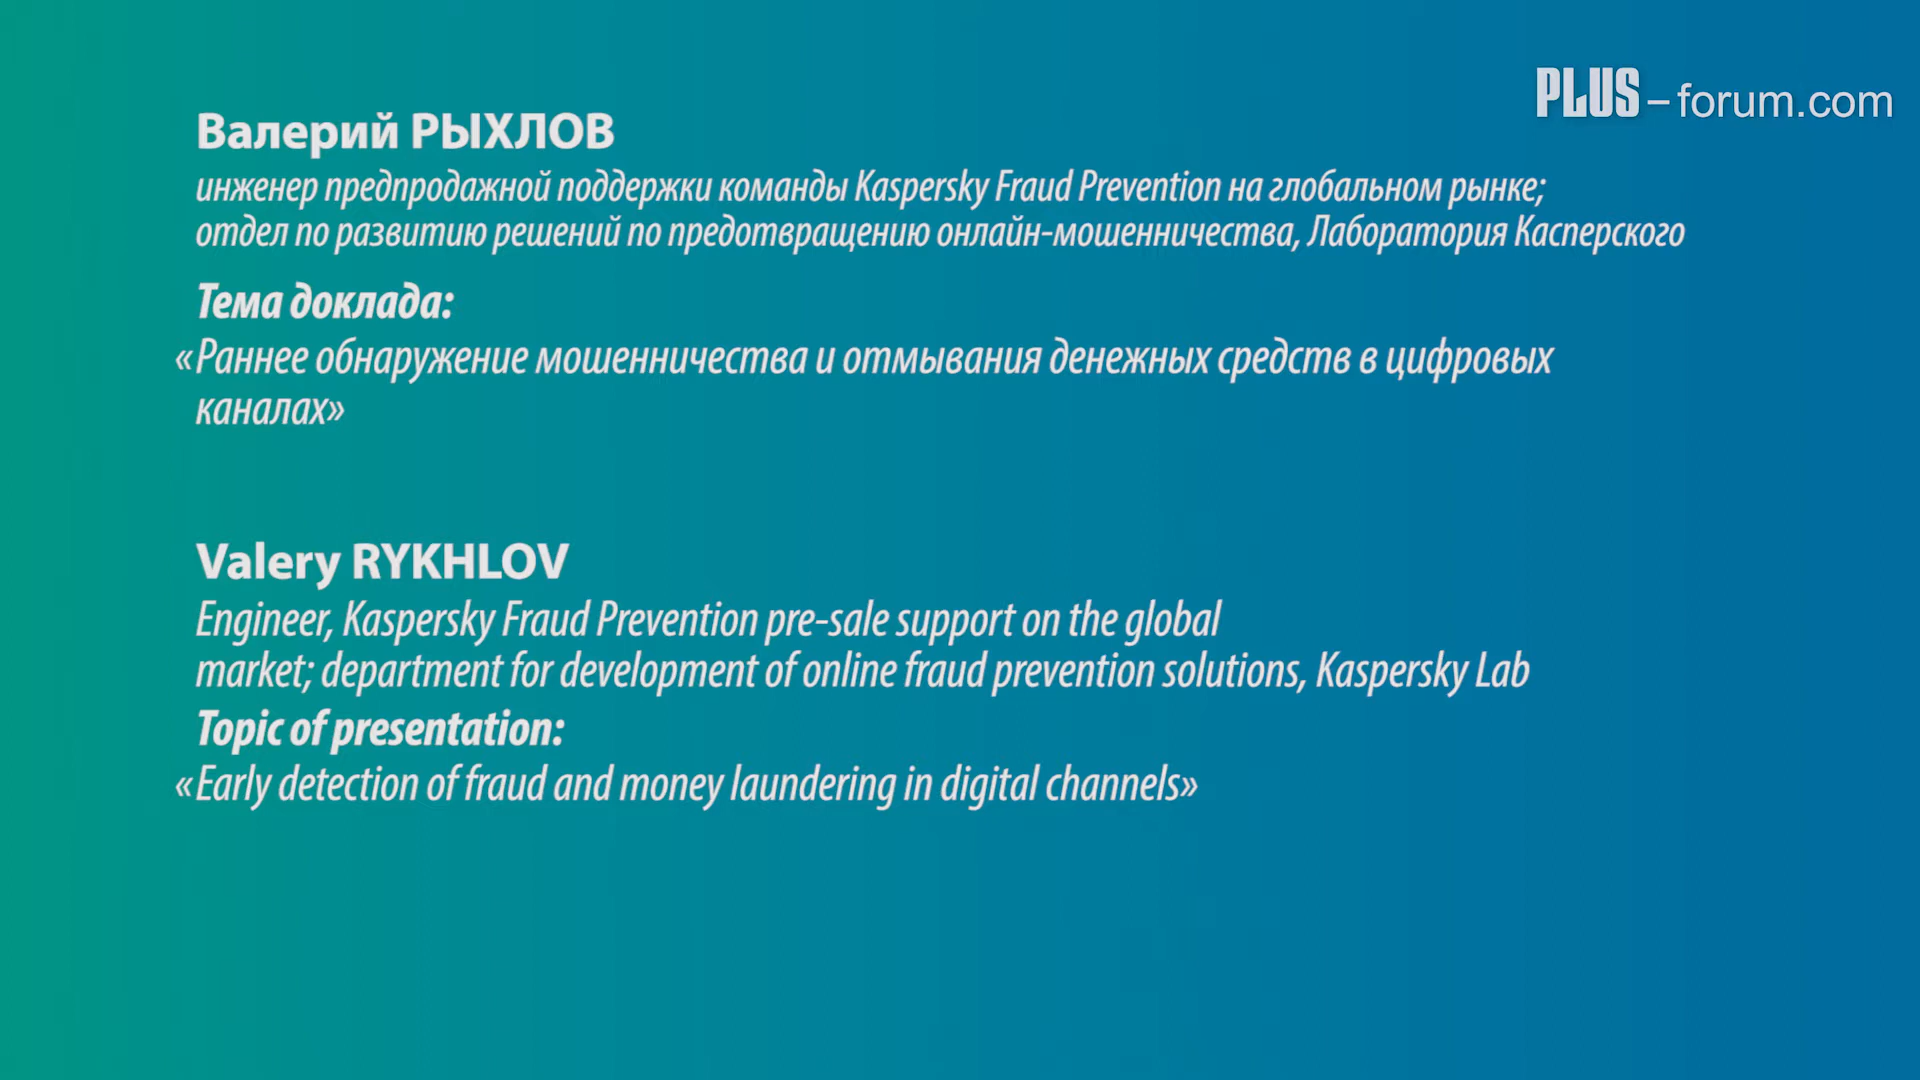 PLUS – forum.com
Валерий РЫХЛОВ
инженер предпродажной поддержки команды Kaspersky Fraud Prevention на глобальном рынке;
отдел по развитию решений по предотвращению онлайн-мошенничества, Лаборатория Касперского
Тема доклада:
«Раннее обнаружение мошенничества и отмывания денежных средств в цифровых
каналах»
Valery RYKHLOV
Engineer, Kaspersky Fraud Prevention pre-sale support on the global
market; department for development of online fraud prevention solutions, Kaspersky Lab
Topic of presentation:
«Early detection of fraud and money laundering in digital channels»